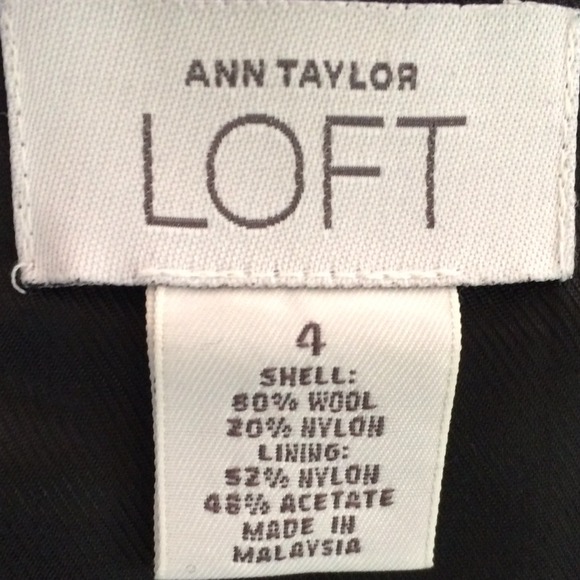 ANN TAYLOR
LOFT
4
SHELL:
80% WOOL
20% NYLON
LINING:
52% NYLON
48% ACETATE
MADE IN
MALAYSIA